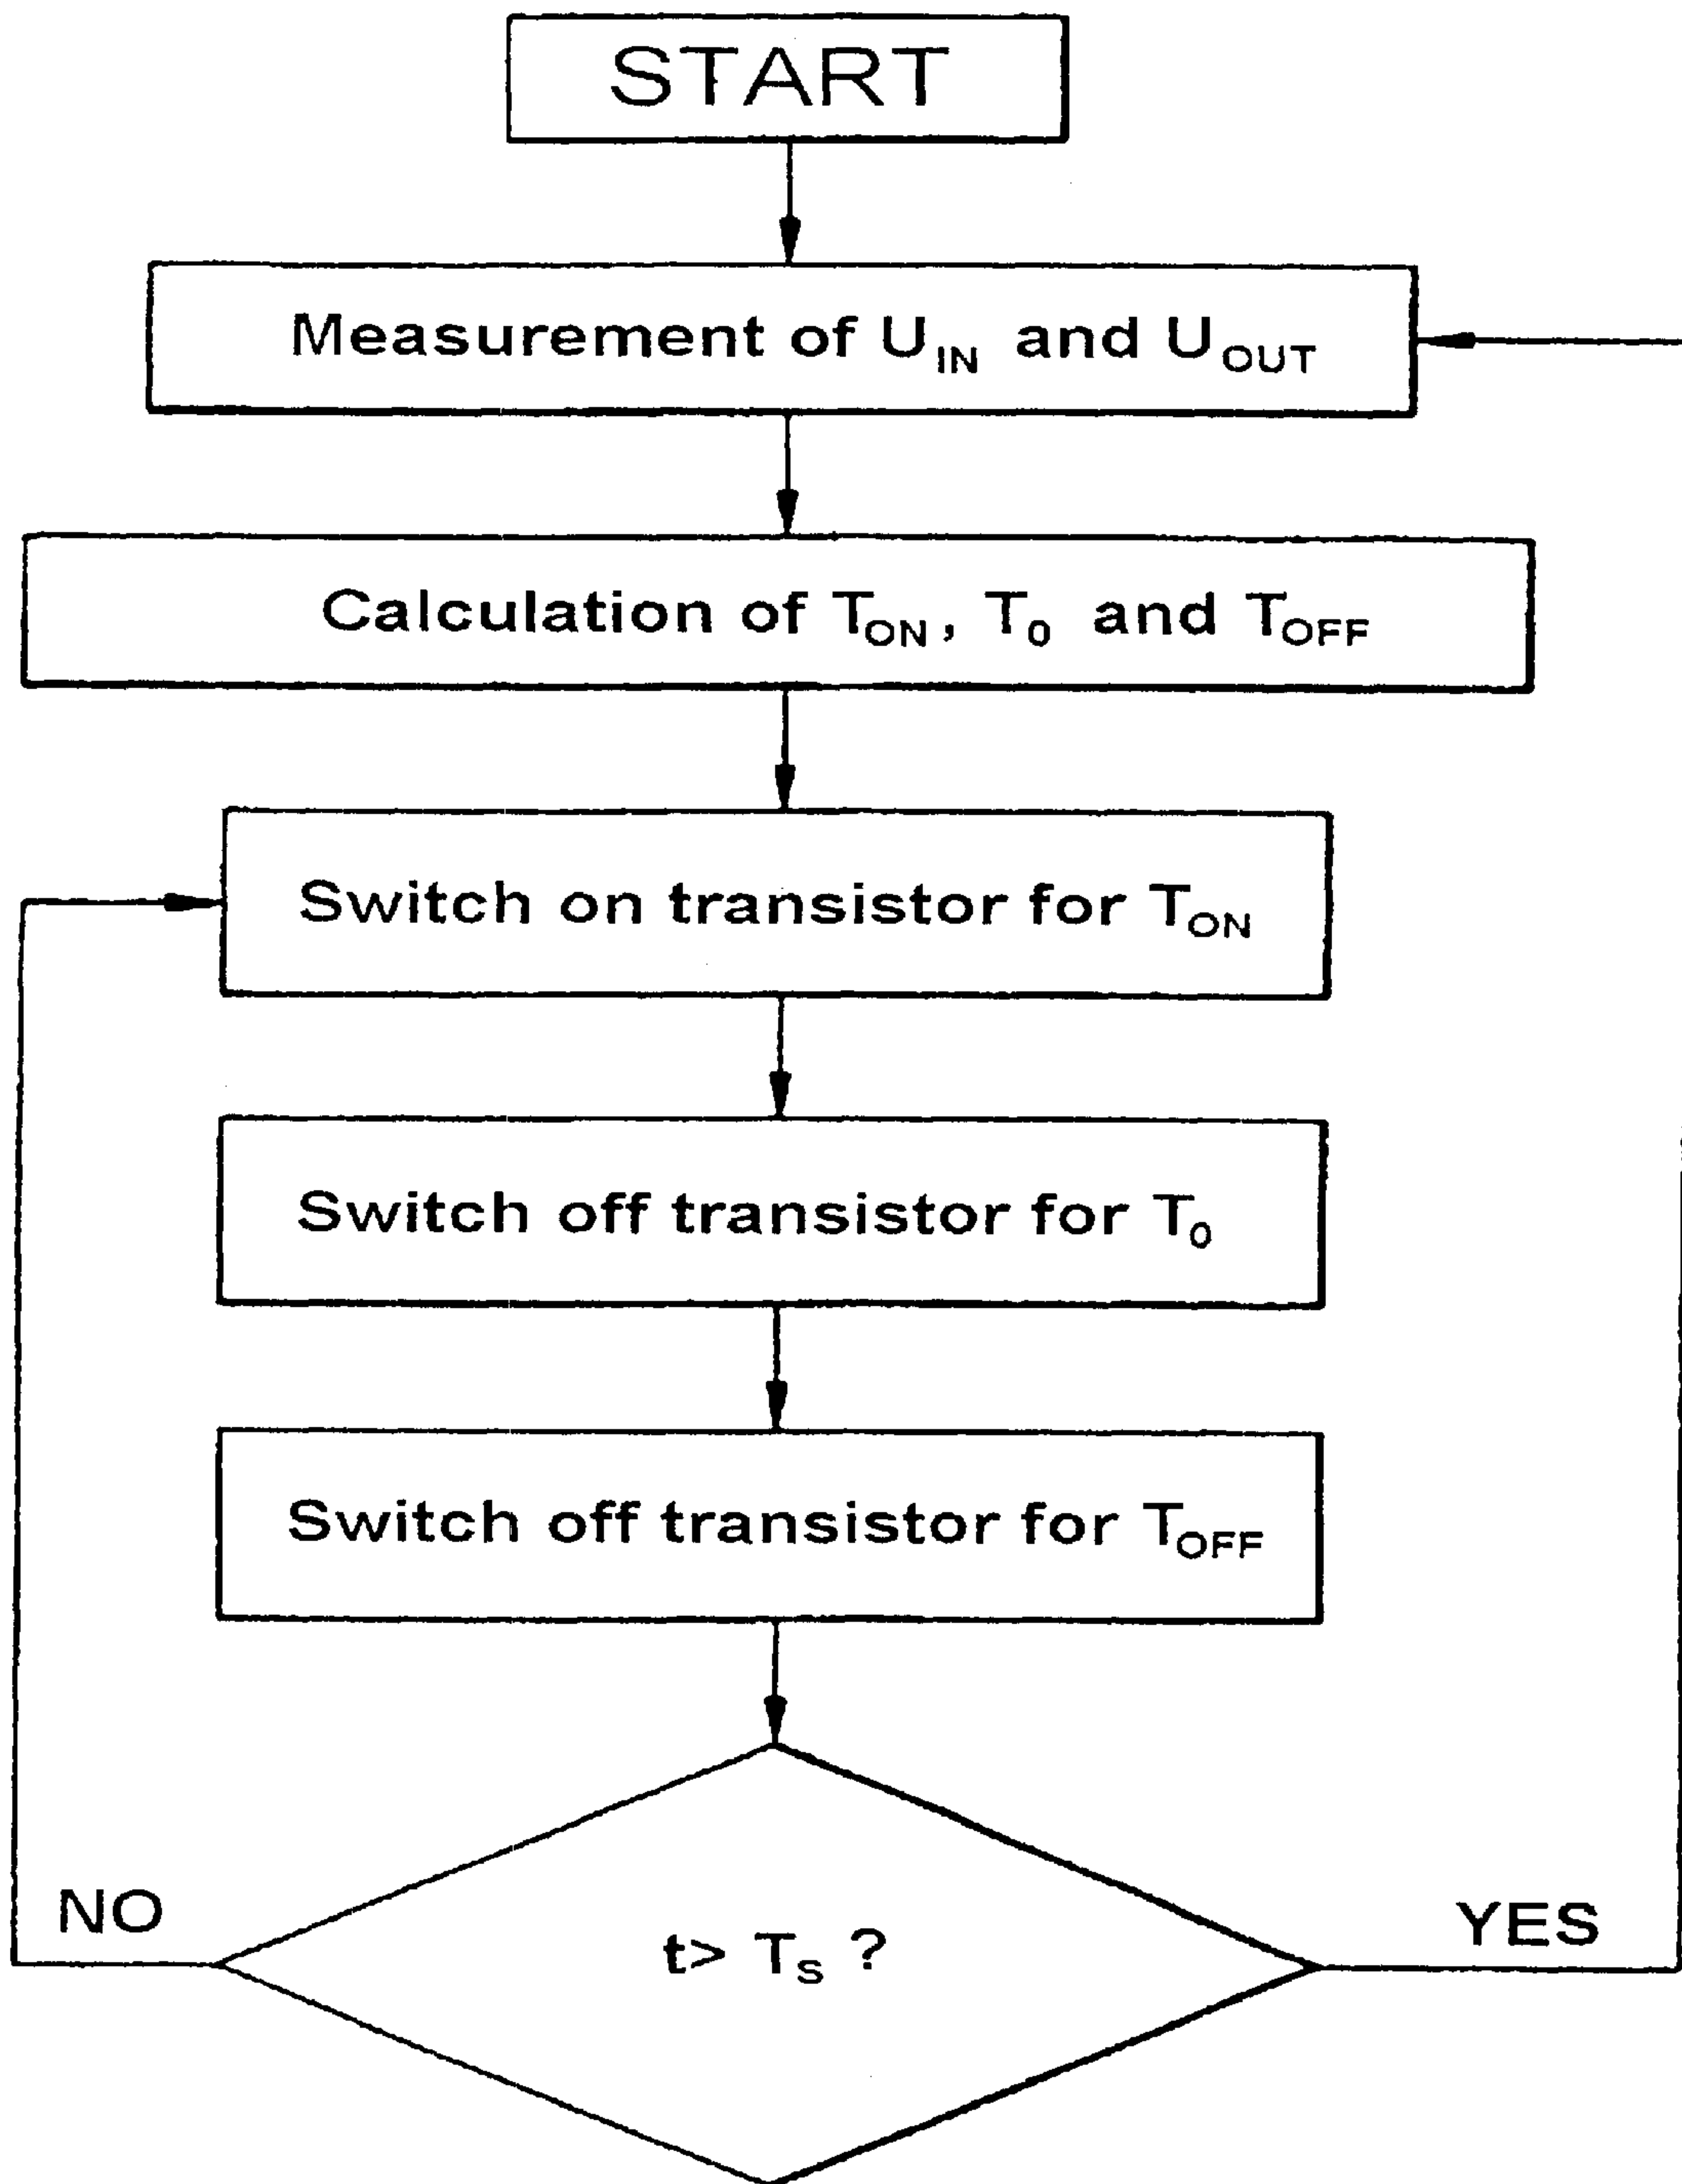 START
Measurement of U_IN and U_OUT
Calculation of T_ON, T_0 and T_OFF
Switch on transistor for T_ON
Switch off transistor for T_0
Switch off transistor for T_OFF
NO
t> T_S ?
YES